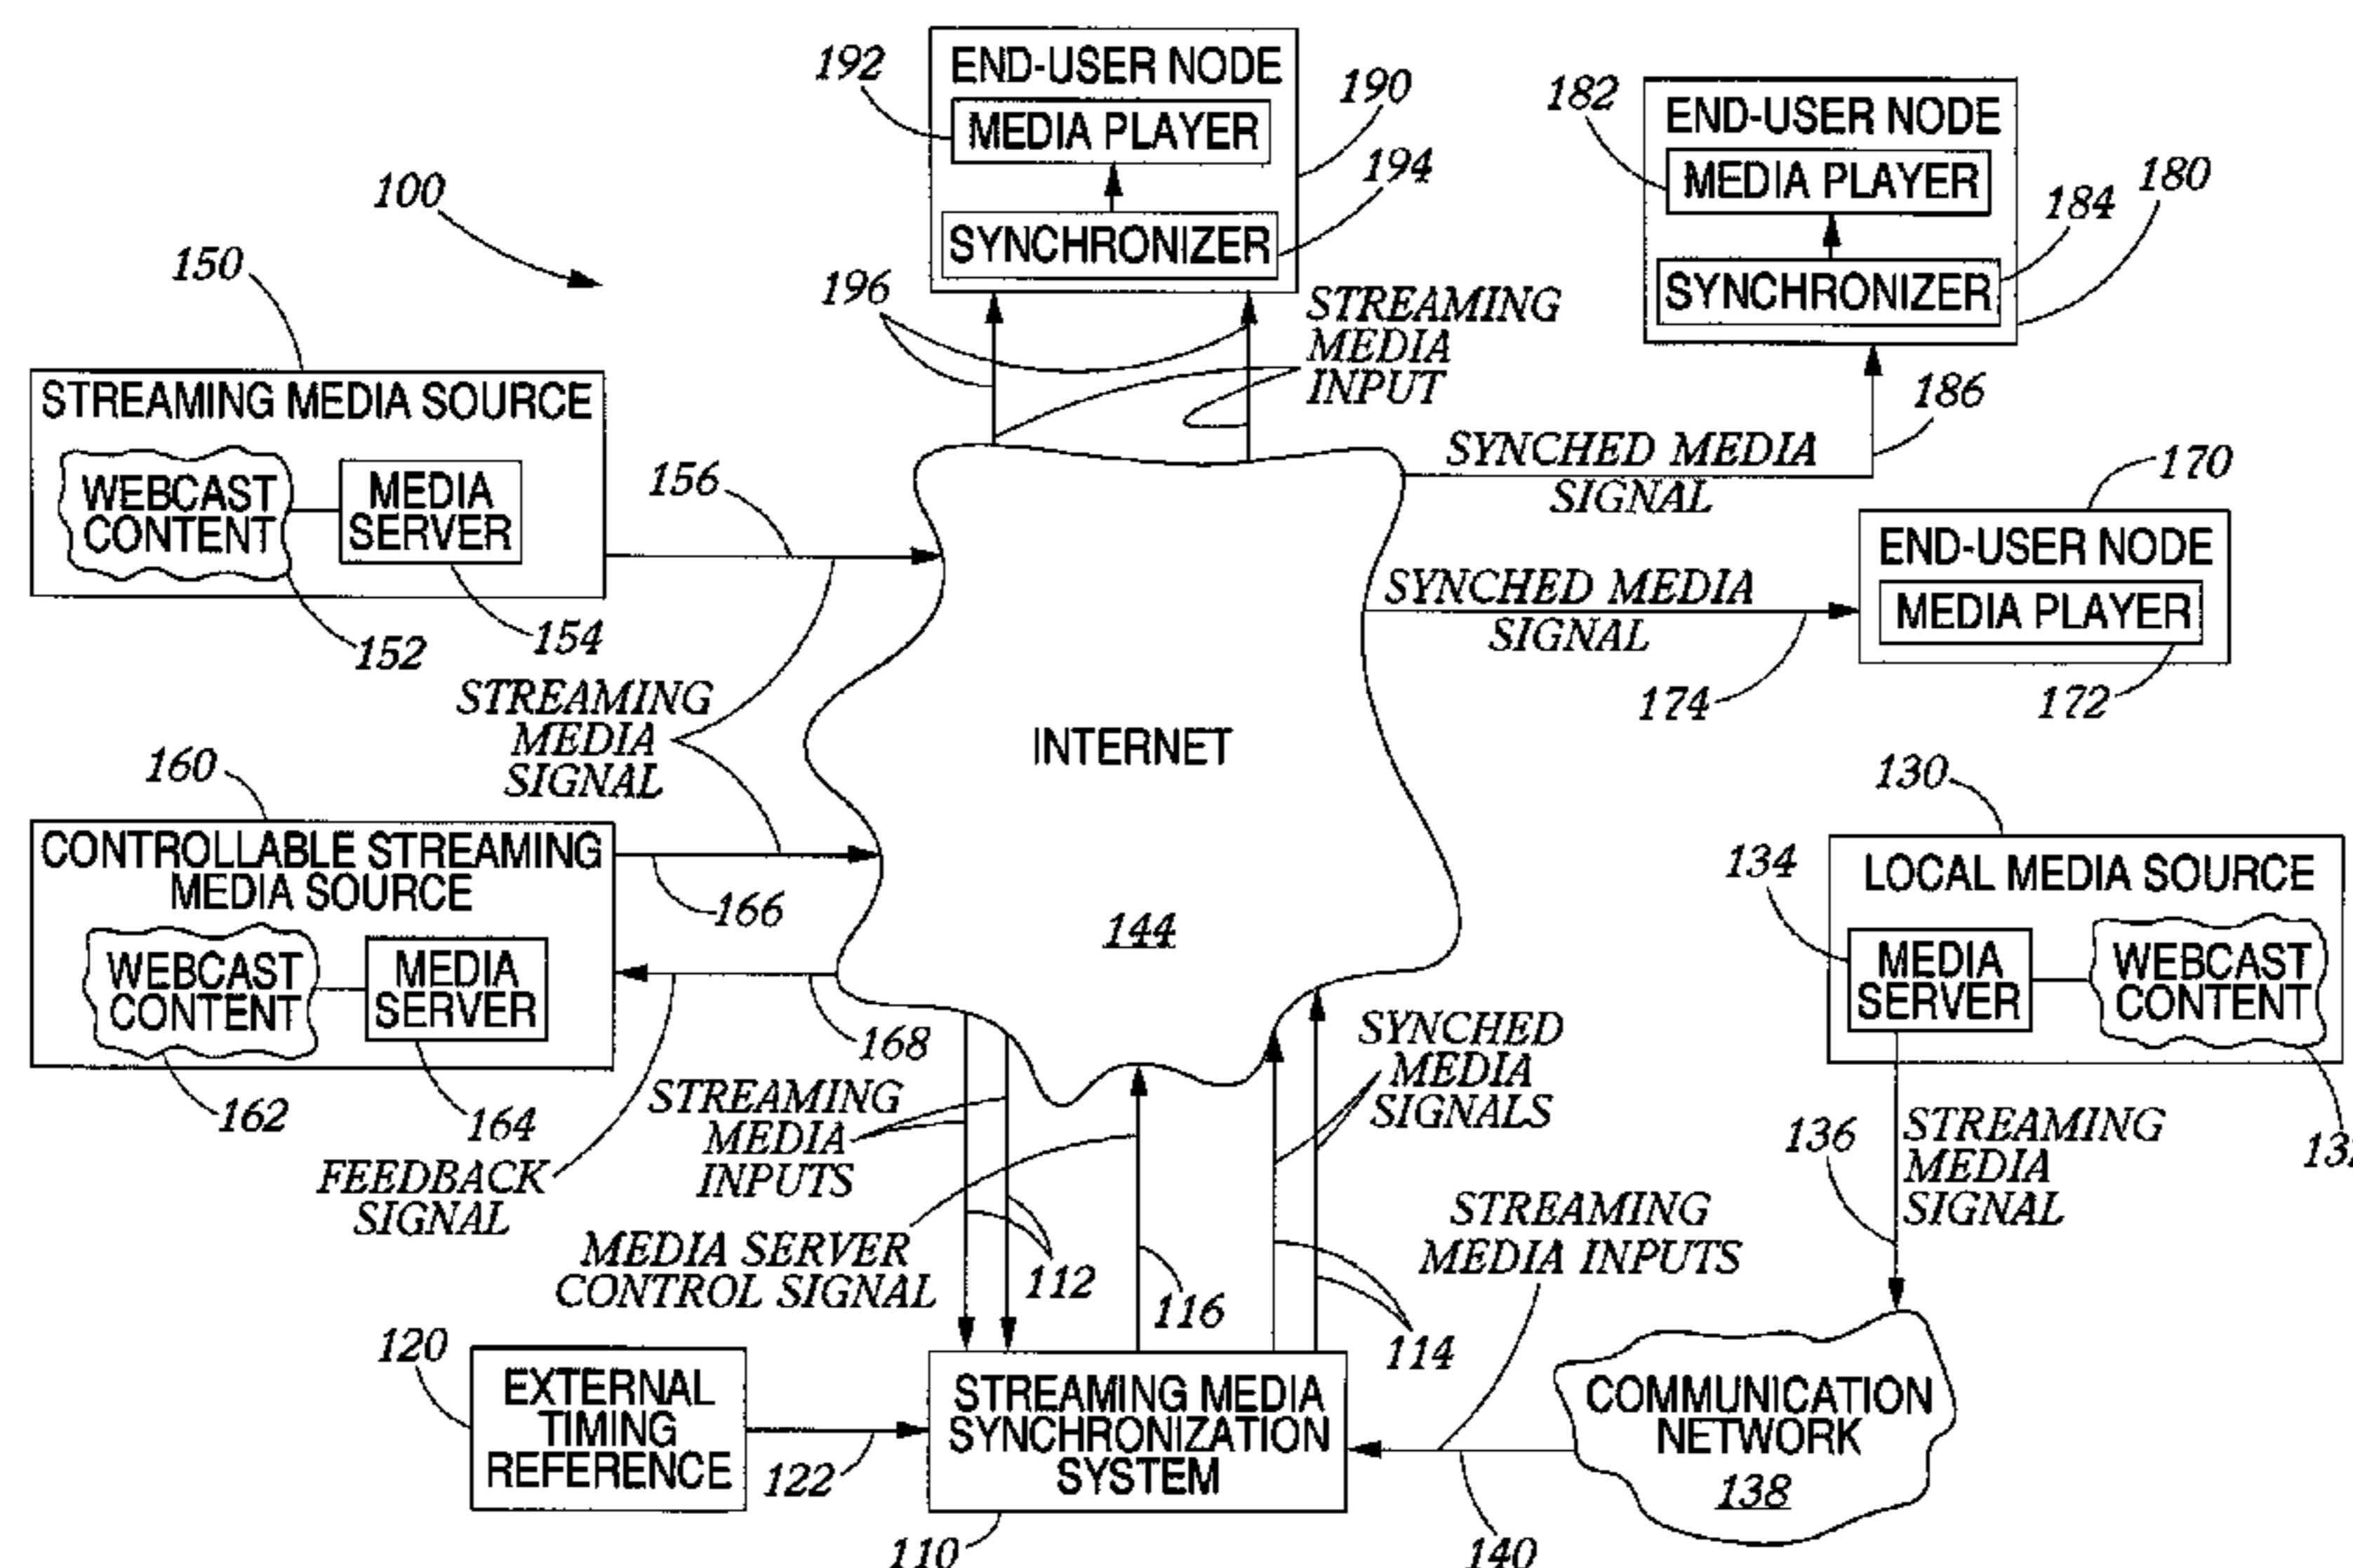 192
END-USER NODE
MEDIA PLAYER
SYNCHRONIZER
190
194
196
STREAMING
MEDIA
INPUT
182
END-USER NODE
MEDIA PLAYER
SYNCHRONIZER
180
184
186
100
150
STREAMING MEDIA SOURCE
WEBCAST
CONTENT
MEDIA
SERVER
152
154
156
SYNCHED MEDIA
SIGNAL
170
END-USER NODE
MEDIA PLAYER
172
SYNCHED MEDIA
SIGNAL
174
STREAMING
MEDIA
SIGNAL
INTERNET
144
160
CONTROLLABLE STREAMING
MEDIA SOURCE
WEBCAST
CONTENT
MEDIA
SERVER
162
164
166
168
FEEDBACK
SIGNAL
130
134
LOCAL MEDIA SOURCE
MEDIA
SERVER
WEBCAST
CONTENT
136
STREAMING
MEDIA
SIGNAL
STREAMING
MEDIA
INPUTS
112
MEDIA SERVER
CONTROL SIGNAL
116
SYNCHED
MEDIA
SIGNALS
114
STREAMING
MEDIA INPUTS
120
EXTERNAL
TIMING
REFERENCE
122
STREAMING MEDIA
SYNCHRONIZATION
SYSTEM
110
140
COMMUNICATION
NETWORK
138